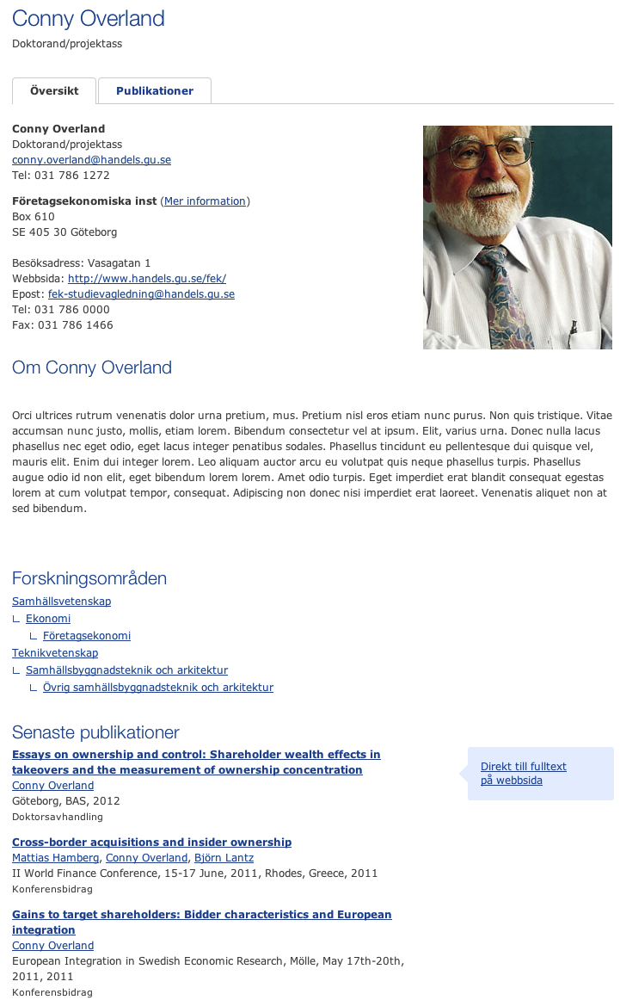 Conny Overland
Doktorand/projektass
Översikt
Publikationer
Conny Overland
Doktorand/projektass
conny.overland@handels.gu.se
Tel: 031 786 1272
Företagsekonomiska inst (Mer information)
Box 610
SE 405 30 Göteborg
Besöksadress: Vasagatan 1
Webbsida: http://www.handels.gu.se/fek/
Epost: fek-studievagledning@handels.gu.se
Tel: 031 786 0000
Fax: 031 786 1466
Om Conny Overland
Orci ultrices rutrum venenatis dolor urna pretium, mus. Pretium nisl eros etiam nunc purus. Non quis tristique. Vitae
accumsan nunc justo, mollis, etiam lorem. Bibendum consectetur vel at ipsum. Elit, varius urna. Donec nulla lacus
phasellus nec eget odio, eget lacus integer penatibus sodales. Phasellus tincidunt eu pellentesque dui quisque vel,
mauris elit. Enim dui integer lorem. Leo aliquam auctor arcu eu volutpat quis neque phasellus turpis. Phasellus
augue odio id non elit, eget bibendum lorem lorem. Amet odio turpis. Eget imperdiet erat blandit consequat egestas
lorem at cum volutpat tempor, consequat. Adipiscing non donec nisi imperdiet erat laoreet. Venenatis aliquet non at
sed bibendum.
Forskningsområden
Samhällsvetenskap
Ekonomi
Företagsekonomi
Teknikvetenskap
Samhällsbyggnadsteknik och arkitektur
Övrig samhällsbyggnadsteknik och arkitektur
Senaste publikationer
Essays on ownership and control: Shareholder wealth effects in
takeovers and the measurement of ownership concentration
Conny Overland
Göteborg, BAS, 2012
Doktorsavhandling
Direkt till fulltext
på webbsida
Cross-border acquisitions and insider ownership
Mattias Hamberg, Conny Overland, Björn Lantz
II World Finance Conference, 15-17 June, 2011, Rhodes, Greece, 2011
Konferensbidrag
Gains to target shareholders: Bidder characteristics and European
integration
Conny Overland
European Integration in Swedish Economic Research, Mölle, May 17th-20th,
2011, 2011
Konferensbidrag